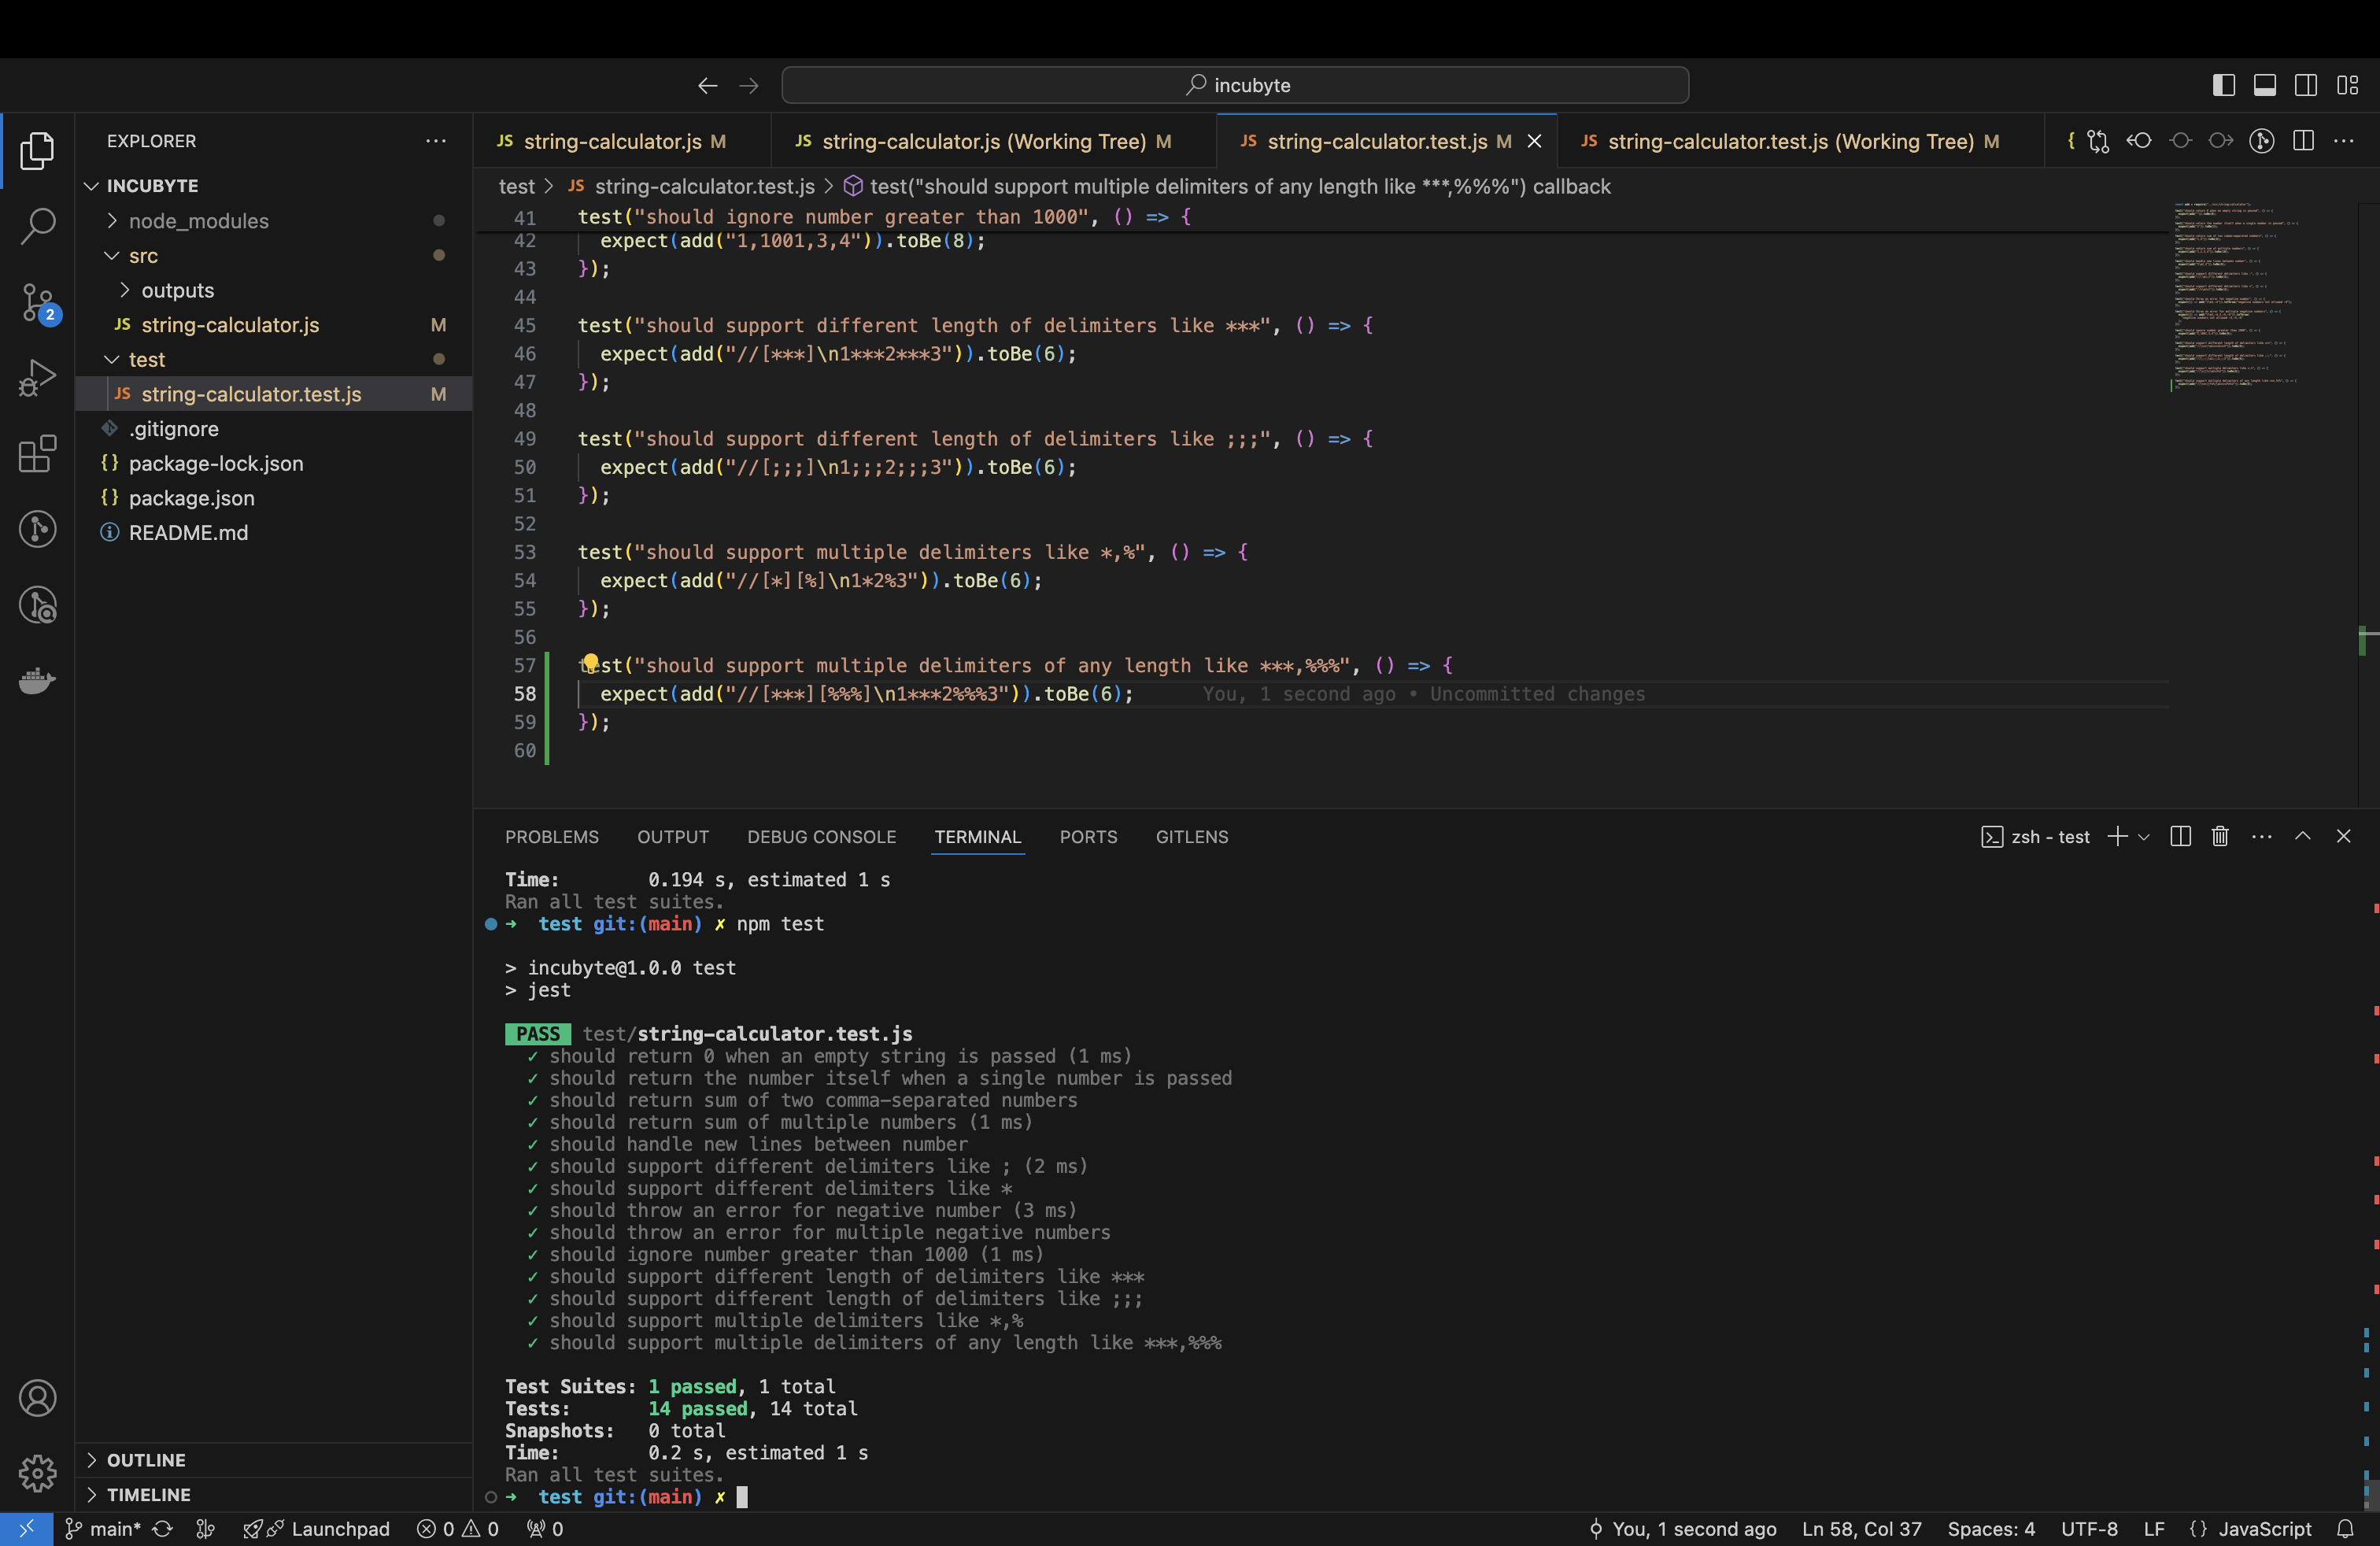 incubyte
EXPLORER
INCUBYTE
node_modules
src
outputs
JS string-calculator.js M
test
JS string-calculator.test.js M
.gitignore
{} package-lock.json
{} package.json
README.md
OUTLINE
TIMELINE
2
JS string-calculator.js M
JS string-calculator.js (Working Tree) M
JS string-calculator.test.js M
JS string-calculator.test.js (Working Tree) M
test > JS string-calculator.test.js > test("should support multiple delimiters of any length like ***,%%%") callback
41 test("should ignore number greater than 1000", () => {
42 expect(add("1,1001,3,4")).toBe(8);
43 });
44
45 test("should support different length of delimiters like ***", () => {
46 expect(add("//[***]\n1***2***3")).toBe(6);
47 });
48
49 test("should support different length of delimiters like ;;;", () => {
50 expect(add("//[;;;]\n1;;;2;;;3")).toBe(6);
51 });
52
53 test("should support multiple delimiters like *,%", () => {
54 expect(add("//[*][%]\n1*2%3")).toBe(6);
55 });
56
57 test("should support multiple delimiters of any length like ***,%%%", () => {
58 expect(add("//[***][%%%]\n1***2%%%3")).toBe(6); You, 1 second ago • Uncommitted changes
59 });
60
PROBLEMS OUTPUT DEBUG CONSOLE TERMINAL PORTS GITLENS
zsh - test
Time: 0.194 s, estimated 1 s
Ran all test suites.
➜ test git:(main) ✗ npm test
> incubyte@1.0.0 test
> jest
PASS test/string-calculator.test.js
✓ should return 0 when an empty string is passed (1 ms)
✓ should return the number itself when a single number is passed
✓ should return sum of two comma-separated numbers
✓ should return sum of multiple numbers (1 ms)
✓ should handle new lines between number
✓ should support different delimiters like ; (2 ms)
✓ should support different delimiters like *
✓ should throw an error for negative number (3 ms)
✓ should throw an error for multiple negative numbers
✓ should ignore number greater than 1000 (1 ms)
✓ should support different length of delimiters like ***
✓ should support different length of delimiters like ;;;
✓ should support multiple delimiters like *,%
✓ should support multiple delimiters of any length like ***,%%%
Test Suites: 1 passed, 1 total
Tests: 14 passed, 14 total
Snapshots: 0 total
Time: 0.2 s, estimated 1 s
Ran all test suites.
➜ test git:(main) ✗
main* Launchpad 0 0 0
You, 1 second ago Ln 58, Col 37 Spaces: 4 UTF-8 LF {} JavaScript